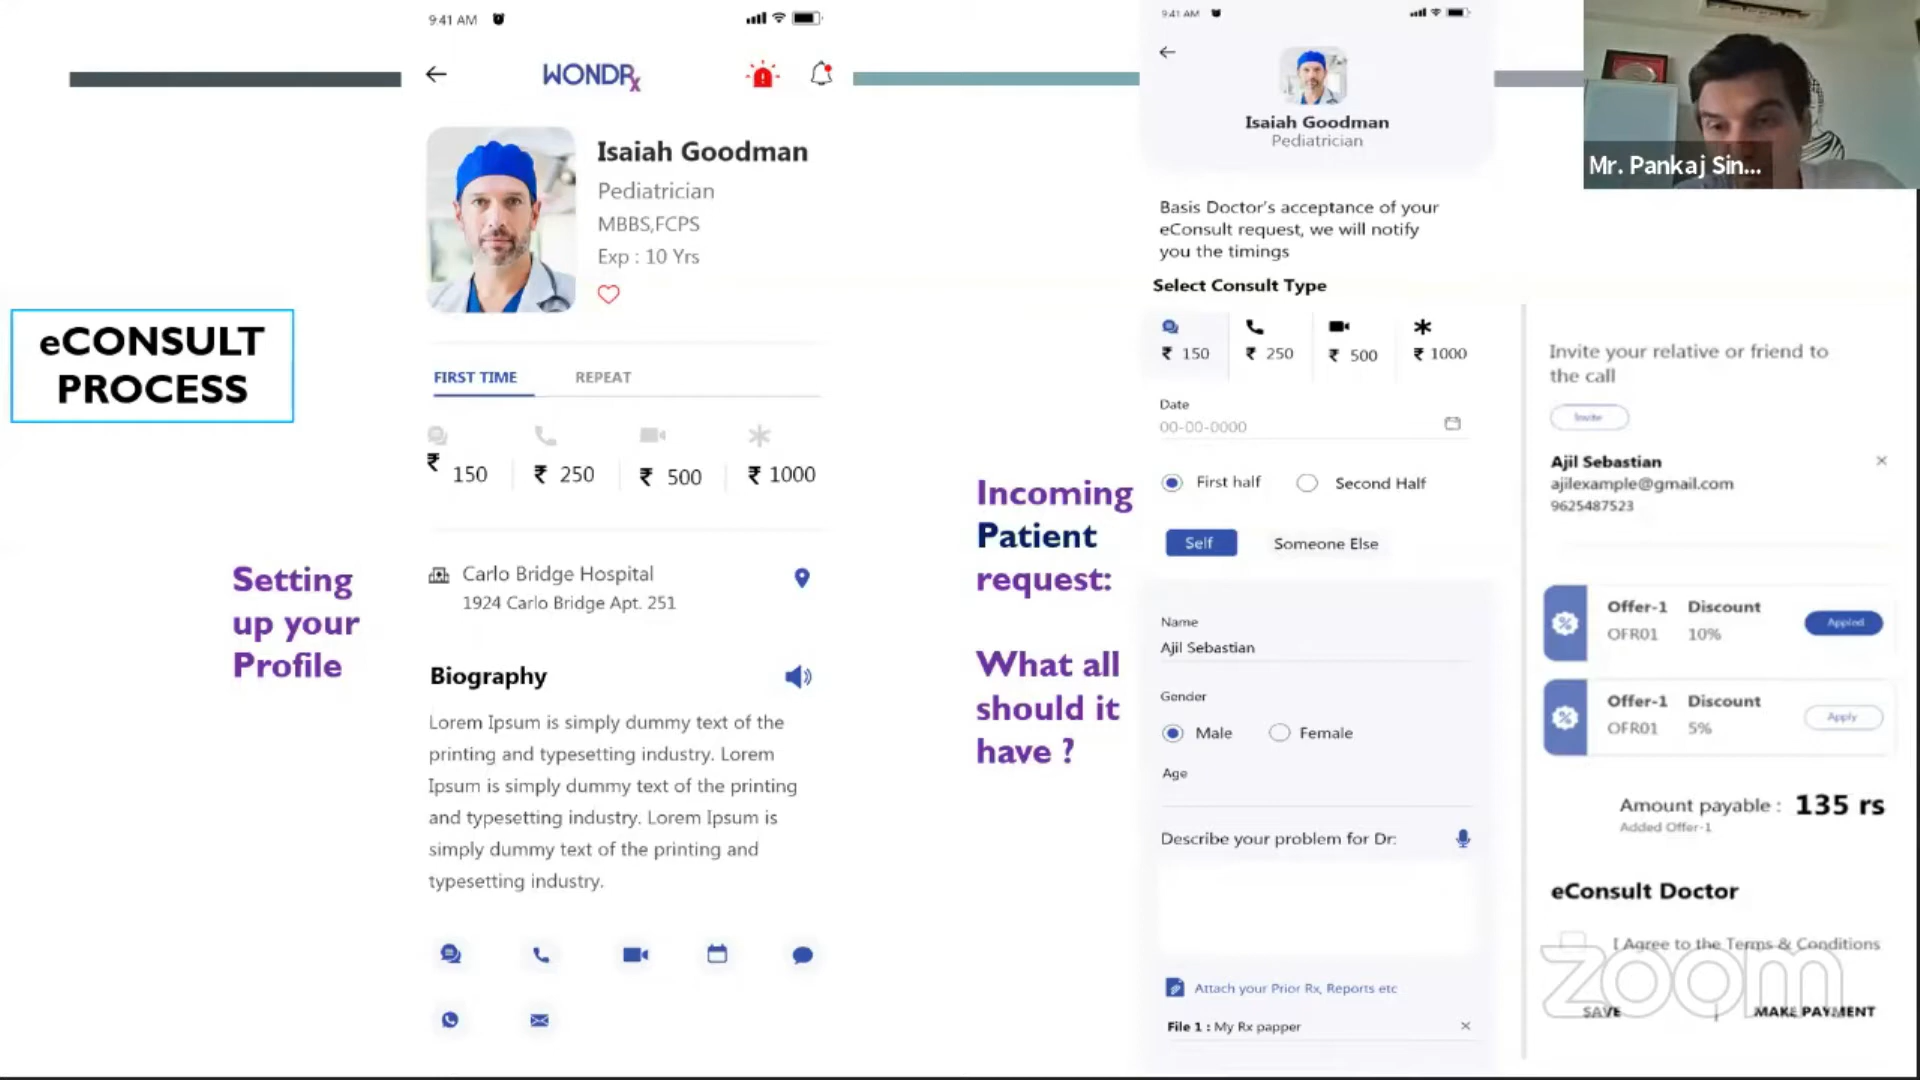 eCONSULT
PROCESS
Setting
up your
Profile
9:41 AM
WONDRx
Isaiah Goodman
Pediatrician
MBBS,FCPS
Exp : 10 Yrs
FIRST TIME REPEAT
₹ 150 ₹ 250 ₹ 500 ₹ 1000
Carlo Bridge Hospital
1924 Carlo Bridge Apt. 251
Biography
Lorem Ipsum is simply dummy text of the
printing and typesetting industry. Lorem
Ipsum is simply dummy text of the printing
and typesetting industry. Lorem Ipsum is
simply dummy text of the printing and
typesetting industry.
Incoming
Patient
request:
What all
should it
have ?
9:41 AM
Isaiah Goodman
Pediatrician
Basis Doctor's acceptance of your
eConsult request, we will notify
you the timings
Select Consult Type
₹ 150 ₹ 250 ₹ 500 ₹ 1000
Date
00-00-0000
First half Second Half
Self Someone Else
Name
Ajil Sebastian
Gender
Male Female
Age
Describe your problem for Dr:
Attach your Prior Rx, Reports etc
File 1 : My Rx papper
Mr. Pankaj Sin...
Invite your relative or friend to
the call
Invite
Ajil Sebastian
ajilexample@gmail.com
9625487523
Offer-1 Discount
OFR01 10%
Applied
Offer-1 Discount
OFR01 5%
Apply
Amount payable : 135 rs
Added Offer-1
eConsult Doctor
I Agree to the Terms & Conditions
zoom
SAVE MAKE PAYMENT